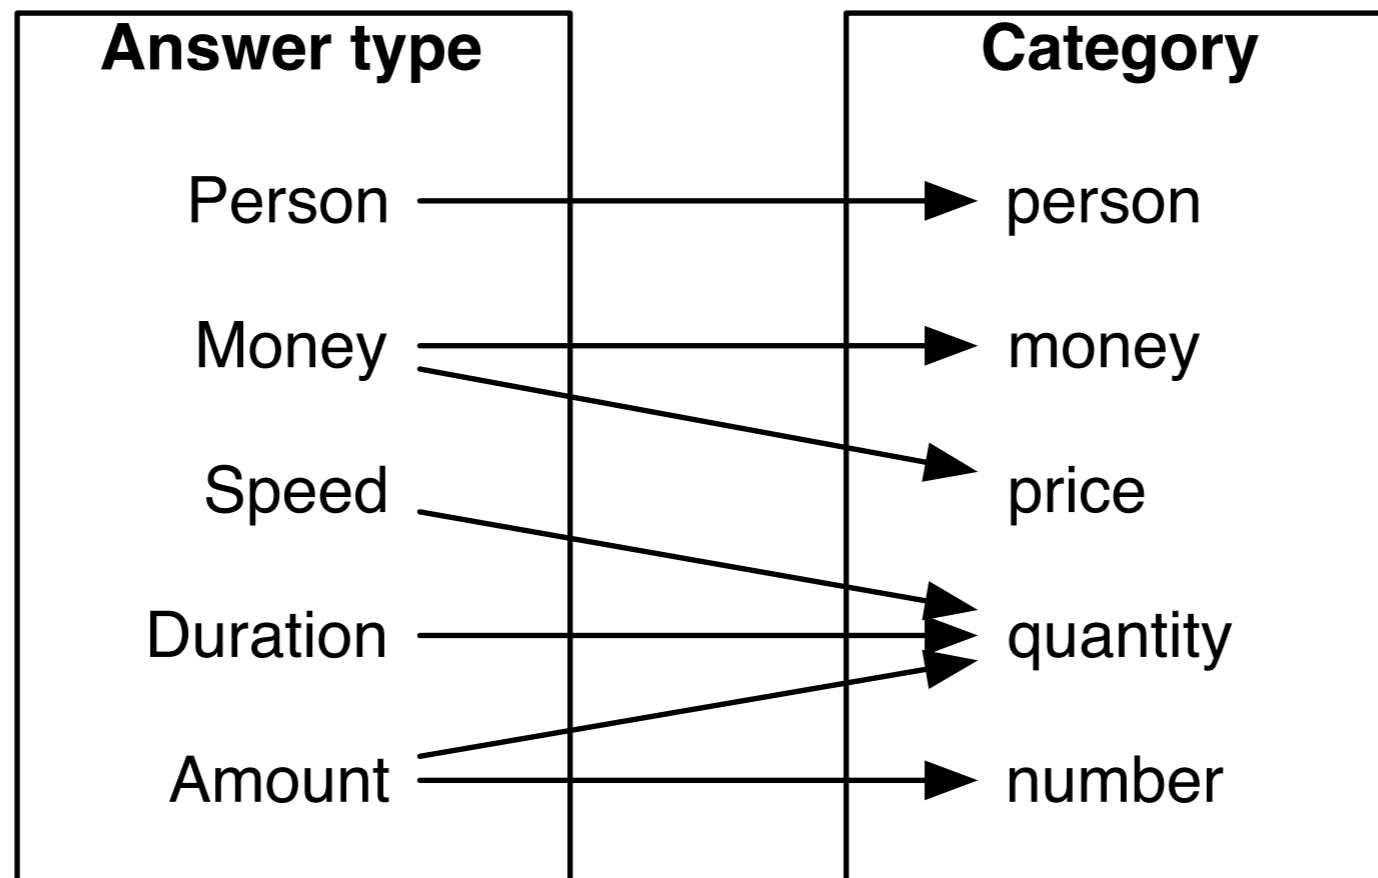 Answer type
Category
Person
person
Money
money
Speed
price
Duration
quantity
Amount
number